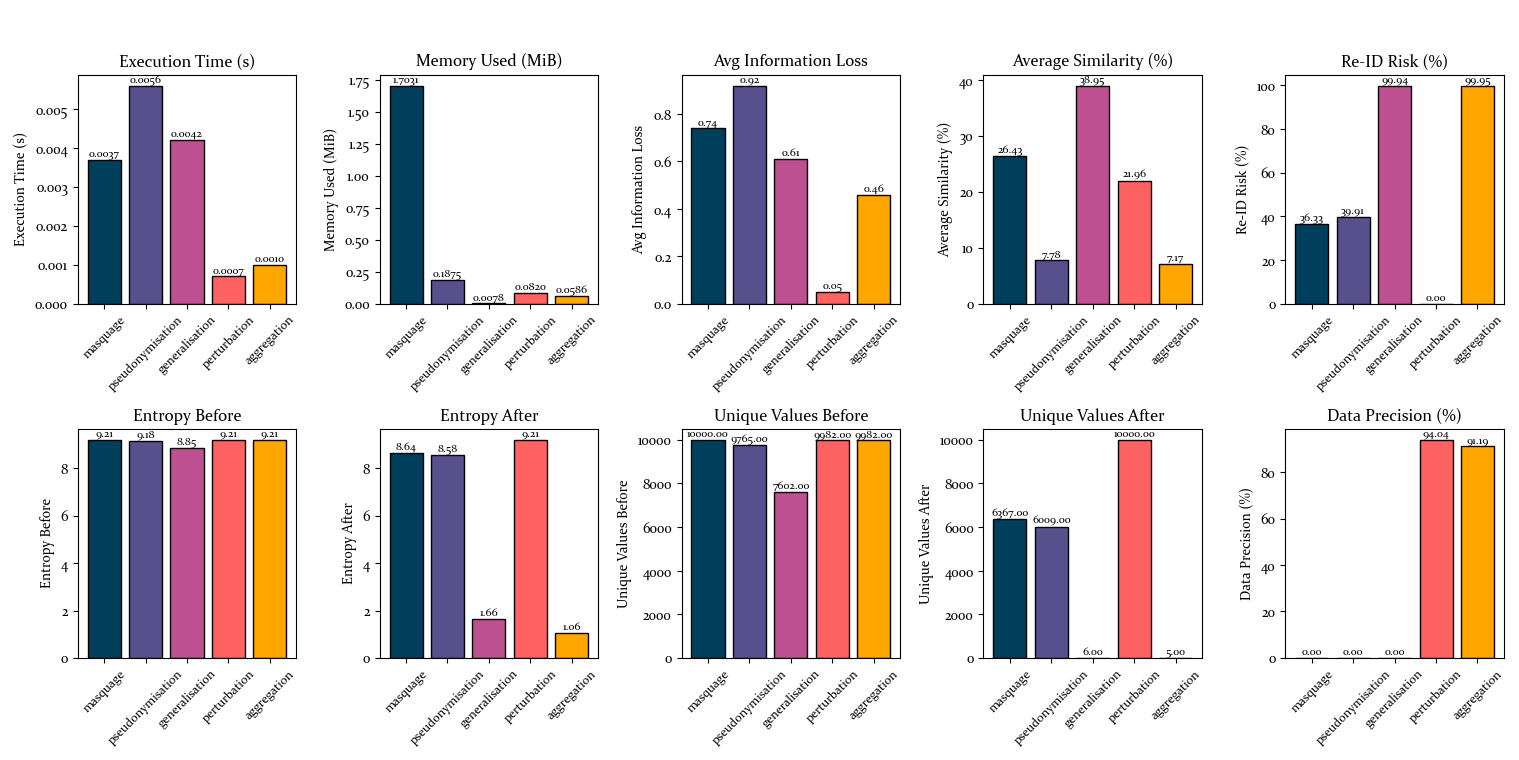 Execution Time (s)
Execution Time (s)
0.005
0.004
0.003
0.002
0.001
0.000
0.0037
0.0056
0.0042
0.0007
0.0010
masquage
pseudonymisation
generalisation
perturbation
aggregation
Memory Used (MiB)
Memory Used (MiB)
1.75
1.50
1.25
1.00
0.75
0.50
0.25
0.00
1.7031
0.1875
0.0078
0.0820
0.0586
masquage
pseudonymisation
generalisation
perturbation
aggregation
Avg Information Loss
Avg Information Loss
0.8
0.6
0.4
0.2
0.0
0.74
0.92
0.61
0.05
0.46
masquage
pseudonymisation
generalisation
perturbation
aggregation
Average Similarity (%)
Average Similarity (%)
40
30
20
10
0
26.43
7.78
38.95
21.96
7.17
masquage
pseudonymisation
generalisation
perturbation
aggregation
Re-ID Risk (%)
Re-ID Risk (%)
100
80
60
40
20
0
36.33
39.91
99.94
0.00
99.95
masquage
pseudonymisation
generalisation
perturbation
aggregation
Entropy Before
Entropy Before
8
6
4
2
0
9.21
9.18
8.85
9.21
9.21
masquage
pseudonymisation
generalisation
perturbation
aggregation
Entropy After
Entropy After
8
6
4
2
0
8.64
8.58
1.66
9.21
1.06
masquage
pseudonymisation
generalisation
perturbation
aggregation
Unique Values Before
Unique Values Before
10000
8000
6000
4000
2000
0
10000.00
9765.00
7602.00
9982.00
9982.00
masquage
pseudonymisation
generalisation
perturbation
aggregation
Unique Values After
Unique Values After
10000
8000
6000
4000
2000
0
6367.00
6009.00
6.00
10000.00
5.00
masquage
pseudonymisation
generalisation
perturbation
aggregation
Data Precision (%)
Data Precision (%)
80
60
40
20
0
0.00
0.00
0.00
94.04
91.19
masquage
pseudonymisation
generalisation
perturbation
aggregation